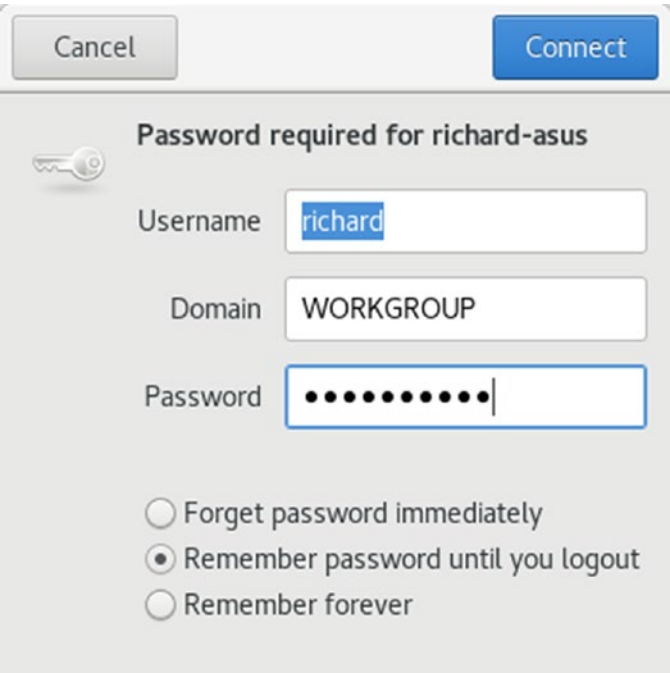 Cancel Connect
Password required for richard-asus
Username richard
Domain WORKGROUP
Password ••••••••••
Forget password immediately
Remember password until you logout
Remember forever